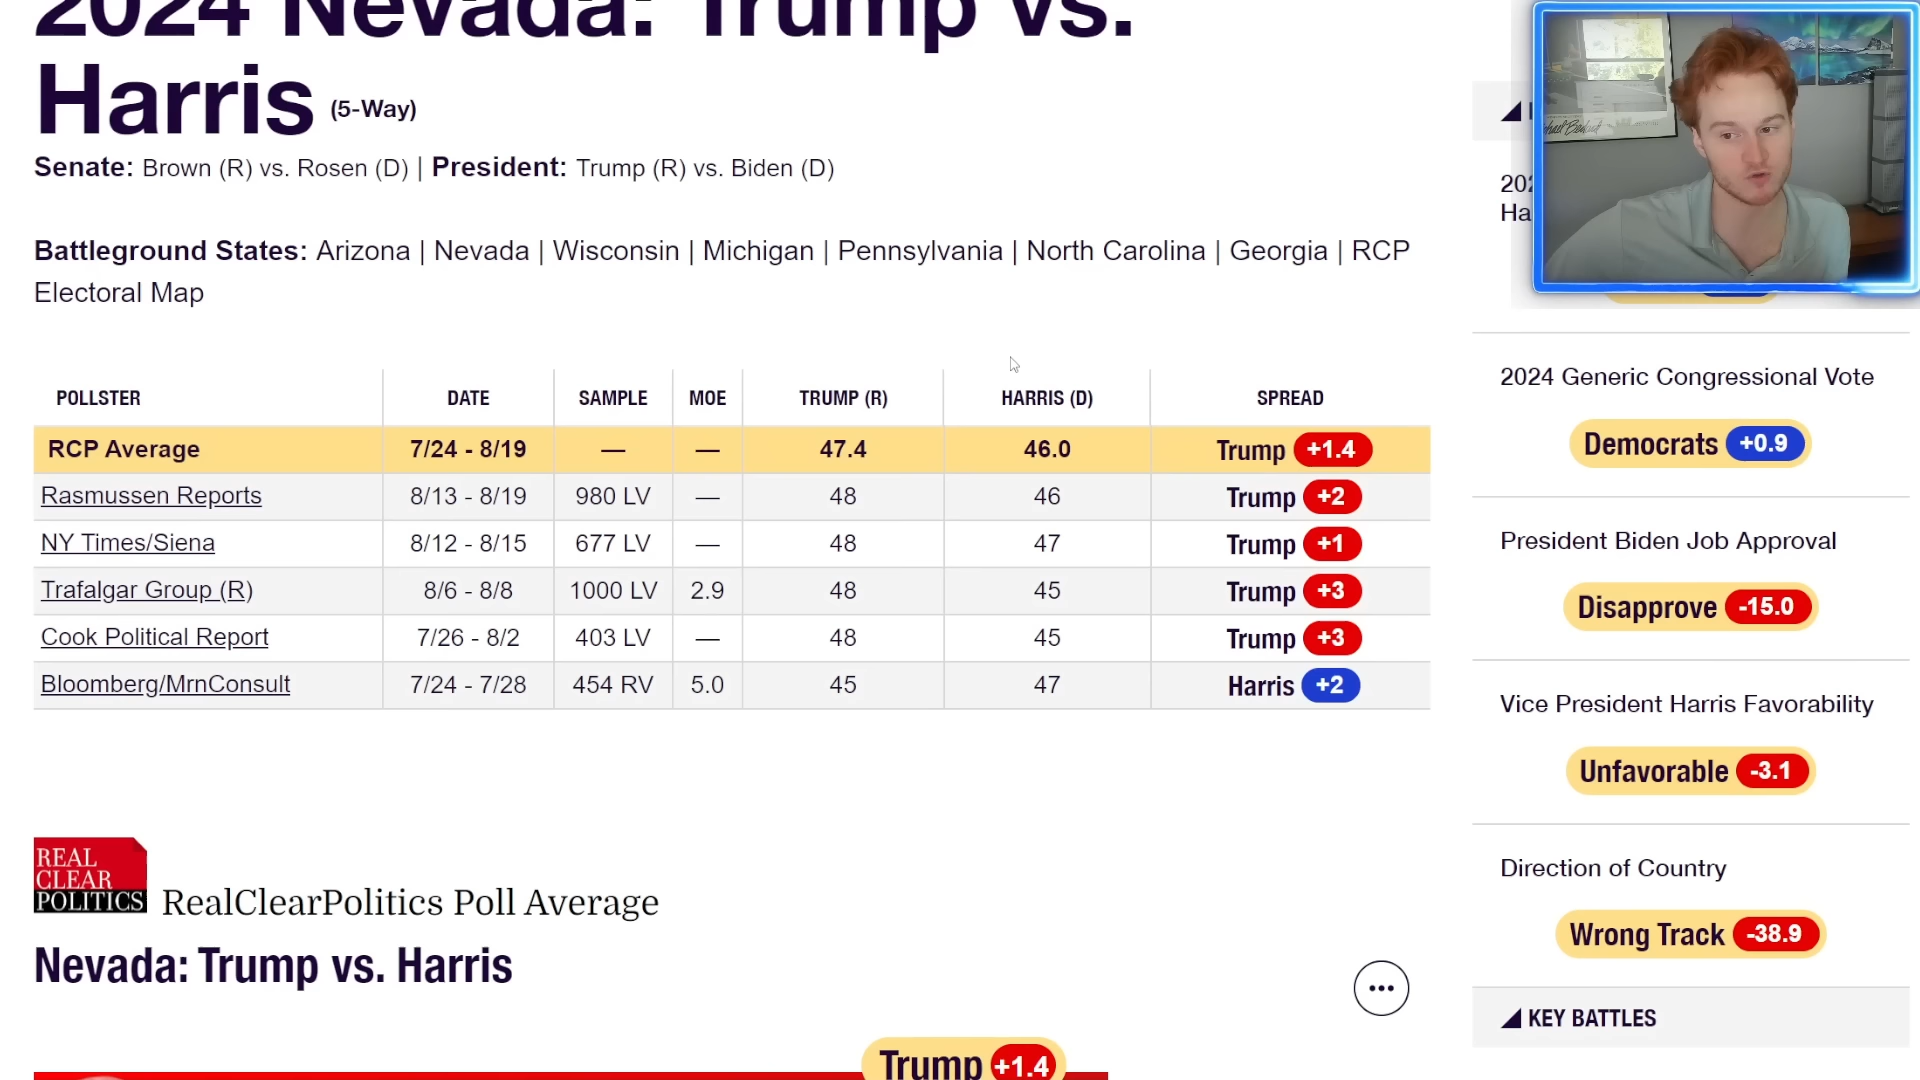 2024 Nevada: Trump vs.
Harris (5-Way)
Senate: Brown (R) vs. Rosen (D) | President: Trump (R) vs. Biden (D)
Battleground States: Arizona | Nevada | Wisconsin | Michigan | Pennsylvania | North Carolina | Georgia | RCP
Electoral Map
POLLSTER DATE SAMPLE MOE TRUMP (R) HARRIS (D) SPREAD
RCP Average 7/24 - 8/19 — — 47.4 46.0 Trump +1.4
Rasmussen Reports 8/13 - 8/19 980 LV — 48 46 Trump +2
NY Times/Siena 8/12 - 8/15 677 LV — 48 47 Trump +1
Trafalgar Group (R) 8/6 - 8/8 1000 LV 2.9 48 45 Trump +3
Cook Political Report 7/26 - 8/2 403 LV — 48 45 Trump +3
Bloomberg/MrnConsult 7/24 - 7/28 454 RV 5.0 45 47 Harris +2
REAL
CLEAR
POLITICS
RealClearPolitics Poll Average
Nevada: Trump vs. Harris
Trump +1.4
2024 Generic Congressional Vote
Democrats +0.9
President Biden Job Approval
Disapprove -15.0
Vice President Harris Favorability
Unfavorable -3.1
Direction of Country
Wrong Track -38.9
KEY BATTLES